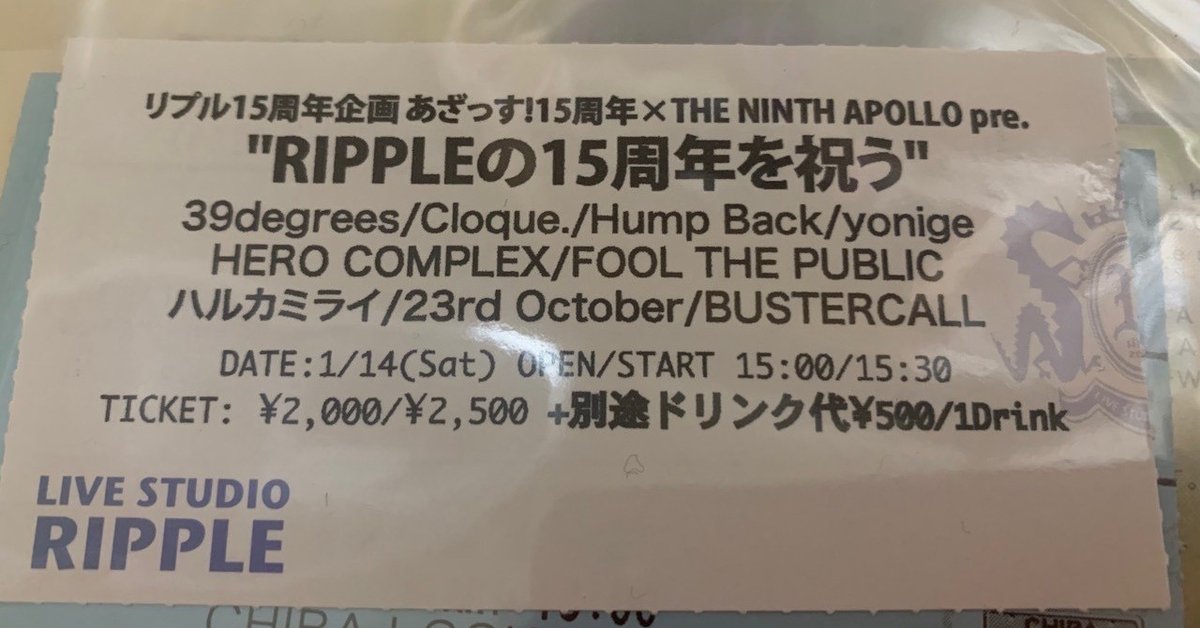 リプル15周年企画 あざっす!15周年×THE NINTH APOLLO pre.
"RIPPLEの15周年を祝う"
39degrees/Cloque./Hump Back/yonige
HERO COMPLEX/FOOL THE PUBLIC
ハルカミライ/23rd October/BUSTERCALL
DATE:1/14(Sat) OPEN/START 15:00/15:30
TICKET: ¥2,000/¥2,500 +別途ドリンク代¥500/1Drink
LIVE STUDIO
RIPPLE
LIVE STUD
CHIBA